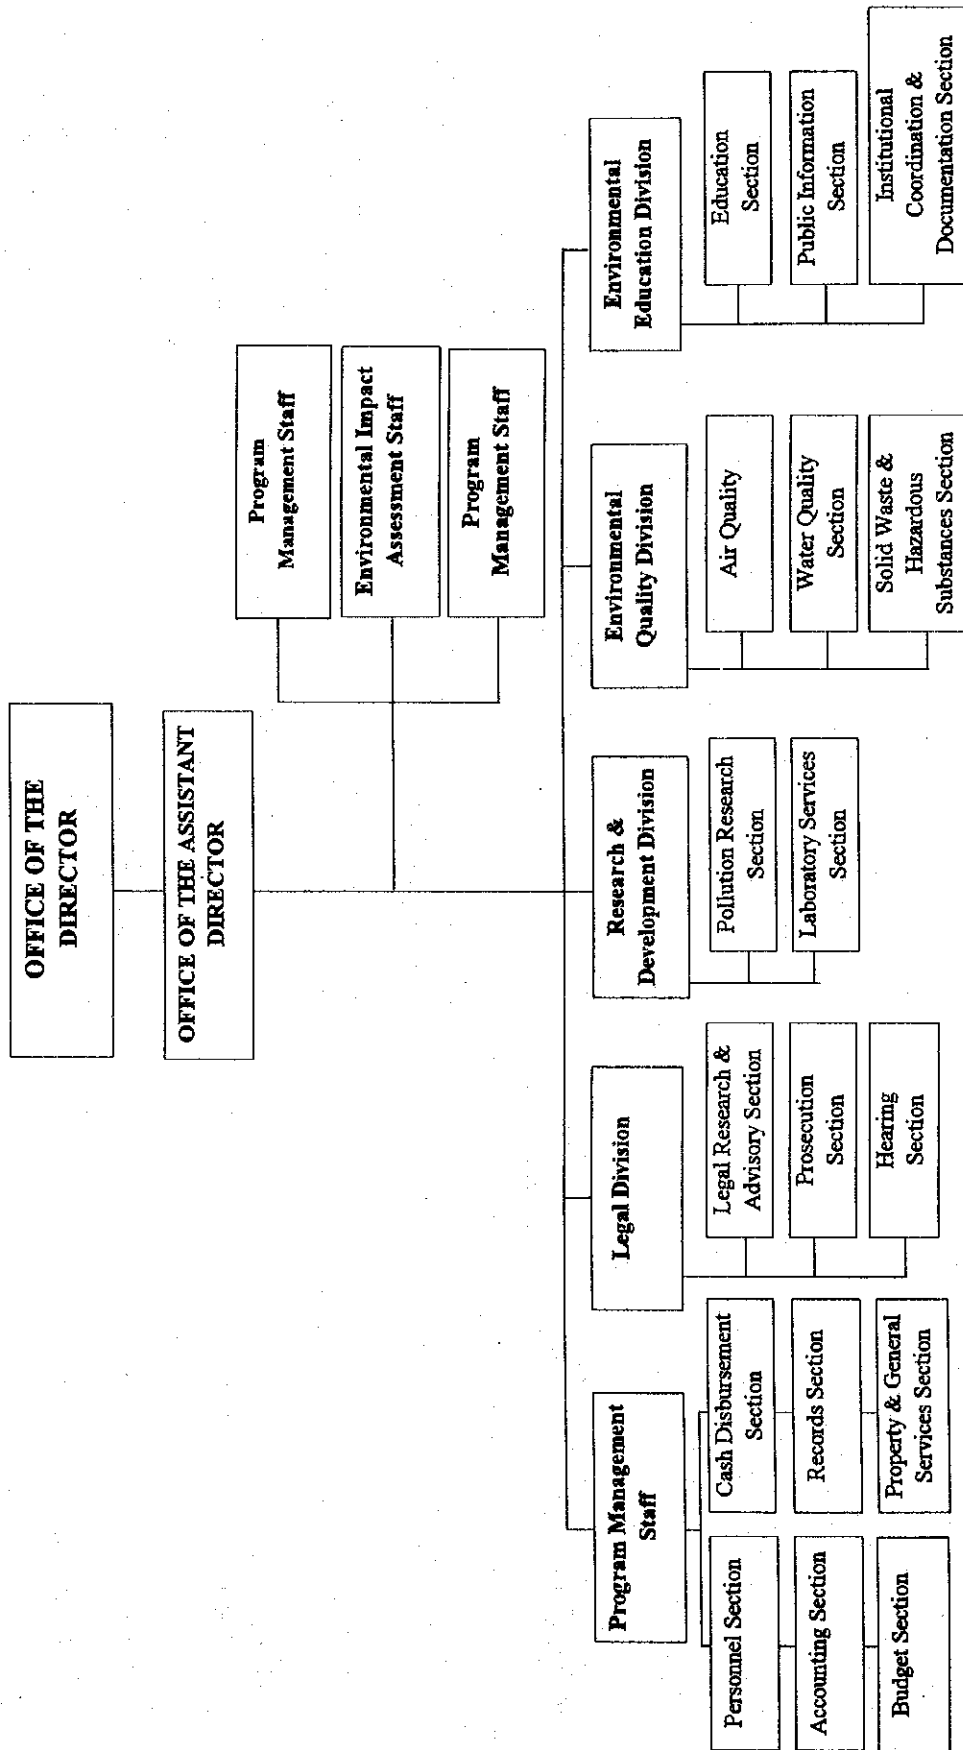 OFFICE OF THE
DIRECTOR
OFFICE OF THE ASSISTANT
DIRECTOR
Program
Management Staff
Environmental Impact
Assessment Staff
Program
Management Staff
Program Management
Staff
Personnel Section
Accounting Section
Budget Section
Cash Disbursement
Section
Records Section
Property & General
Services Section
Legal Division
Legal Research &
Advisory Section
Prosecution
Section
Hearing
Section
Research &
Development Division
Pollution Research
Section
Laboratory Services
Section
Environmental
Quality Division
Air Quality
Water Quality
Section
Solid Waste &
Hazardous
Substances Section
Environmental
Education Division
Education
Section
Public Information
Section
Institutional
Coordination &
Documentation Section